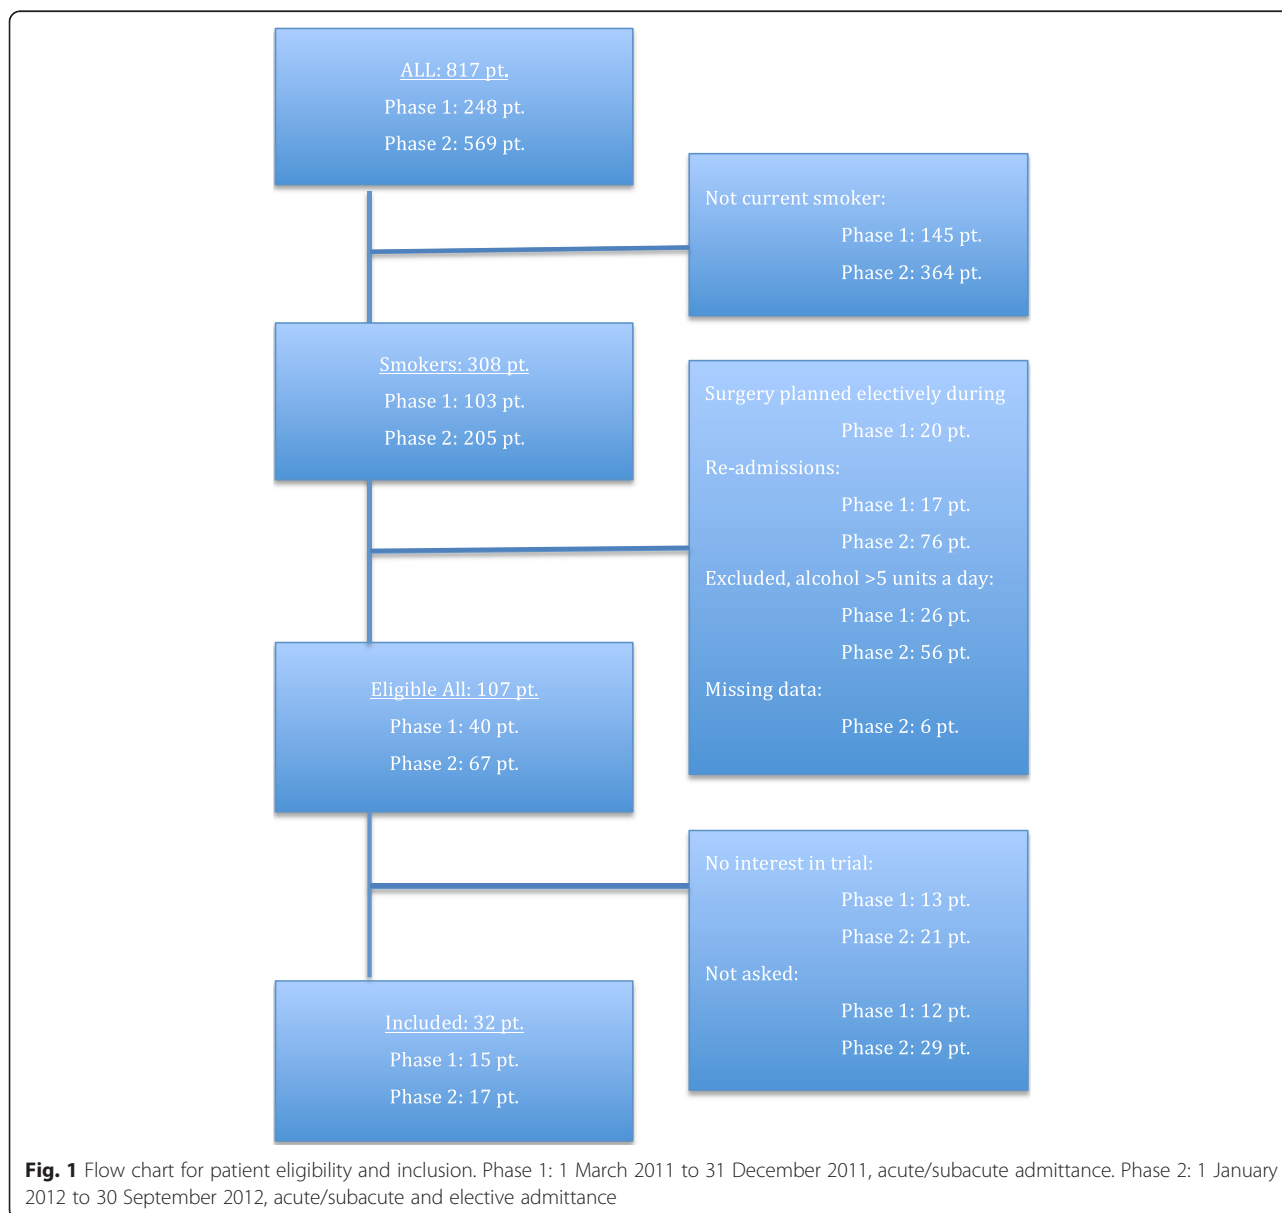 ALL: 817 pt.
Phase 1: 248 pt.
Phase 2: 569 pt.
Not current smoker:
Phase 1: 145 pt.
Phase 2: 364 pt.
Smokers: 308 pt.
Phase 1: 103 pt.
Phase 2: 205 pt.
Surgery planned electively during
Phase 1: 20 pt.
Re-admissions:
Phase 1: 17 pt.
Phase 2: 76 pt.
Excluded, alcohol >5 units a day:
Phase 1: 26 pt.
Phase 2: 56 pt.
Missing data:
Phase 2: 6 pt.
Eligible All: 107 pt.
Phase 1: 40 pt.
Phase 2: 67 pt.
No interest in trial:
Phase 1: 13 pt.
Phase 2: 21 pt.
Not asked:
Phase 1: 12 pt.
Phase 2: 29 pt.
Included: 32 pt.
Phase 1: 15 pt.
Phase 2: 17 pt.
Fig. 1 Flow chart for patient eligibility and inclusion. Phase 1: 1 March 2011 to 31 December 2011, acute/subacute admittance. Phase 2: 1 January
2012 to 30 September 2012, acute/subacute and elective admittance